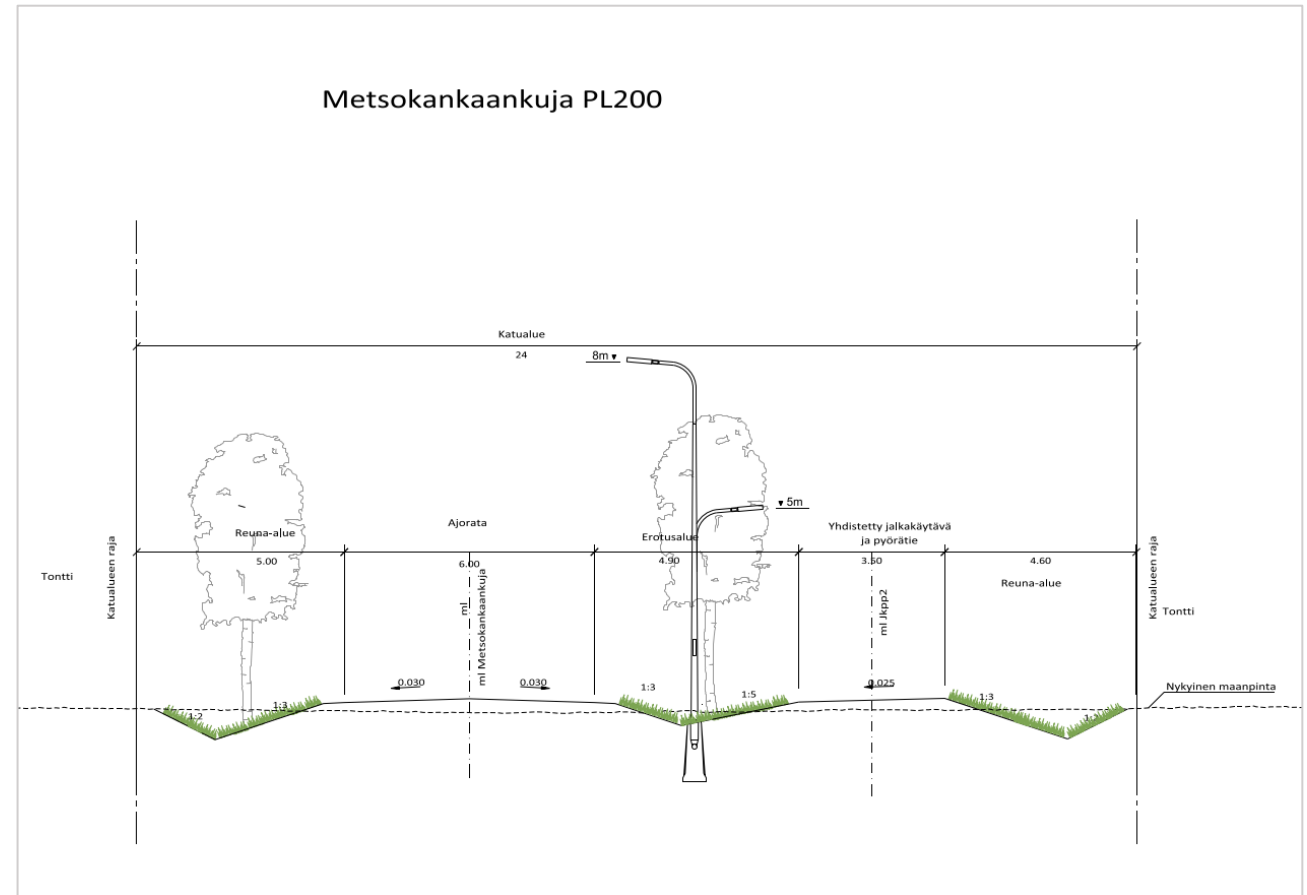 Metsokankaankuja PL200
Katualue
24
8m
5m
Reuna-alue
5.00
Ajorata
6.00
Erotusalue
4.90
Yhdistetty jalkakäytävä
ja pyörätie
3.50
4.60
Reuna-alue
Tontti
Katualueen raja
ml
ml Metsokankaankuja
ml Jkpp2
Katualueen raja
Tontti
0.030
0.030
0.025
1:2
1:3
1:3
1:5
1:3
Nykyinen maanpinta